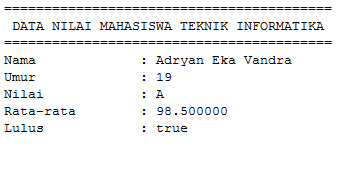 =========================================
DATA NILAI MAHASISWA TEKNIK INFORMATIKA
=========================================
Nama : Adryan Eka Vandra
Umur : 19
Nilai : A
Rata-rata : 98.500000
Lulus : true